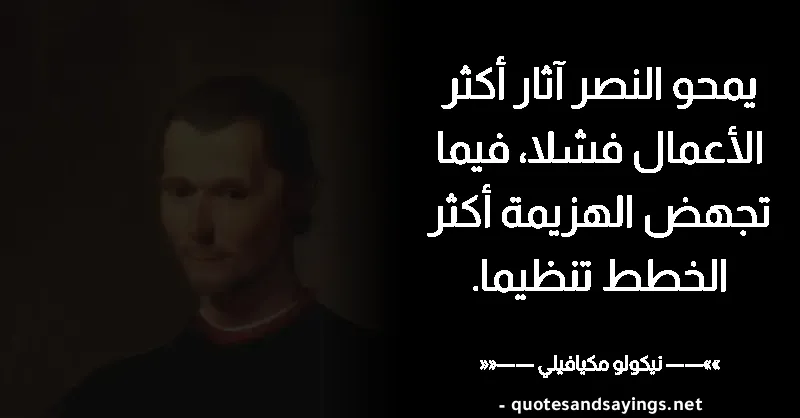 يمحو النصر آثار أكثر
الأعمال فشلا، فيما
تجهض الهزيمة أكثر
الخطط تنظيما.
»»—— نيكولو مكيافيلي ——««
- quotesandsayings.net